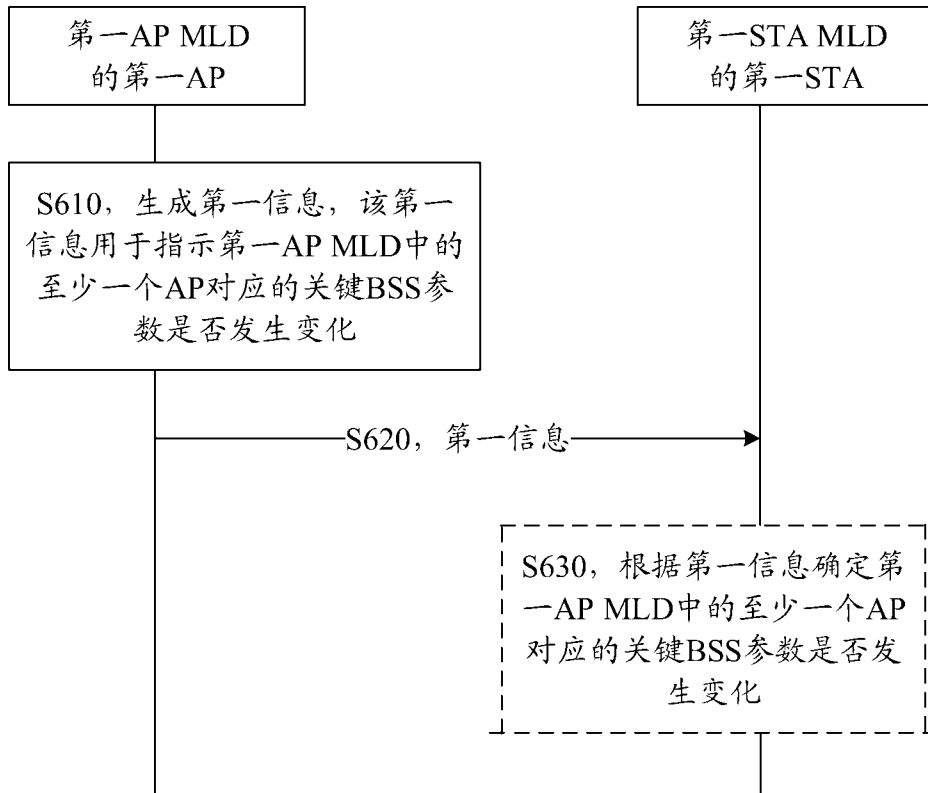 第一AP MLD
的第一AP
第一STA MLD
的第一STA
S610，生成第一信息，该第一
信息用于指示第一AP MLD中的
至少一个AP对应的关键BSS参
数是否发生变化
S620，第一信息
S630，根据第一信息确定第
一AP MLD中的至少一个AP
对应的关键BSS参数是否发
生变化